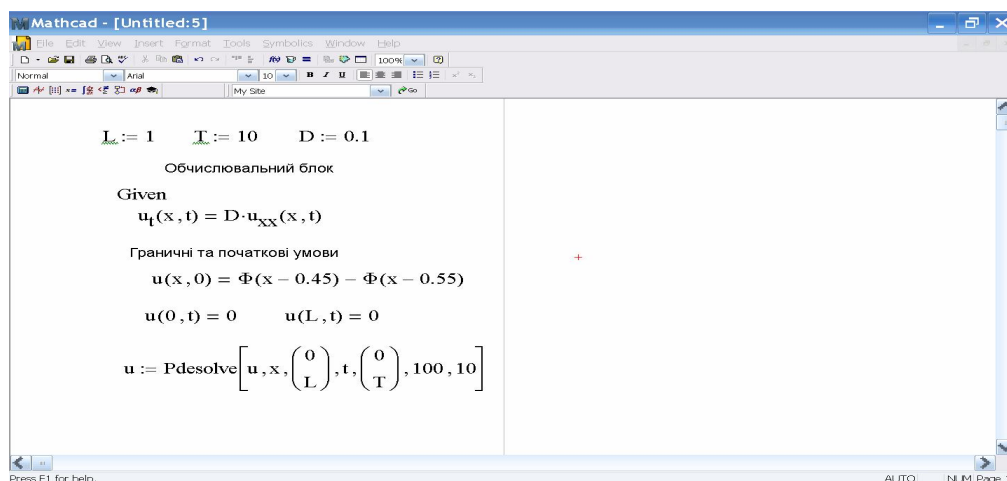 Mathcad - [Untitled:5]
File Edit View Insert Format Tools Symbolics Window Help
100%
Normal Arial 10 B I U
My Site Go
L := 1 T := 10 D := 0.1
Обчислювальний блок
Given
u_t(x,t) = D·u_xx(x,t)
Граничні та початкові умови
u(x,0) = Φ(x − 0.45) − Φ(x − 0.55)
u(0,t) = 0 u(L,t) = 0
u := Pdesolve[u,x,(0 L),t,(0 T),100,10]
Press F1 for help.
AUTO NUM Page